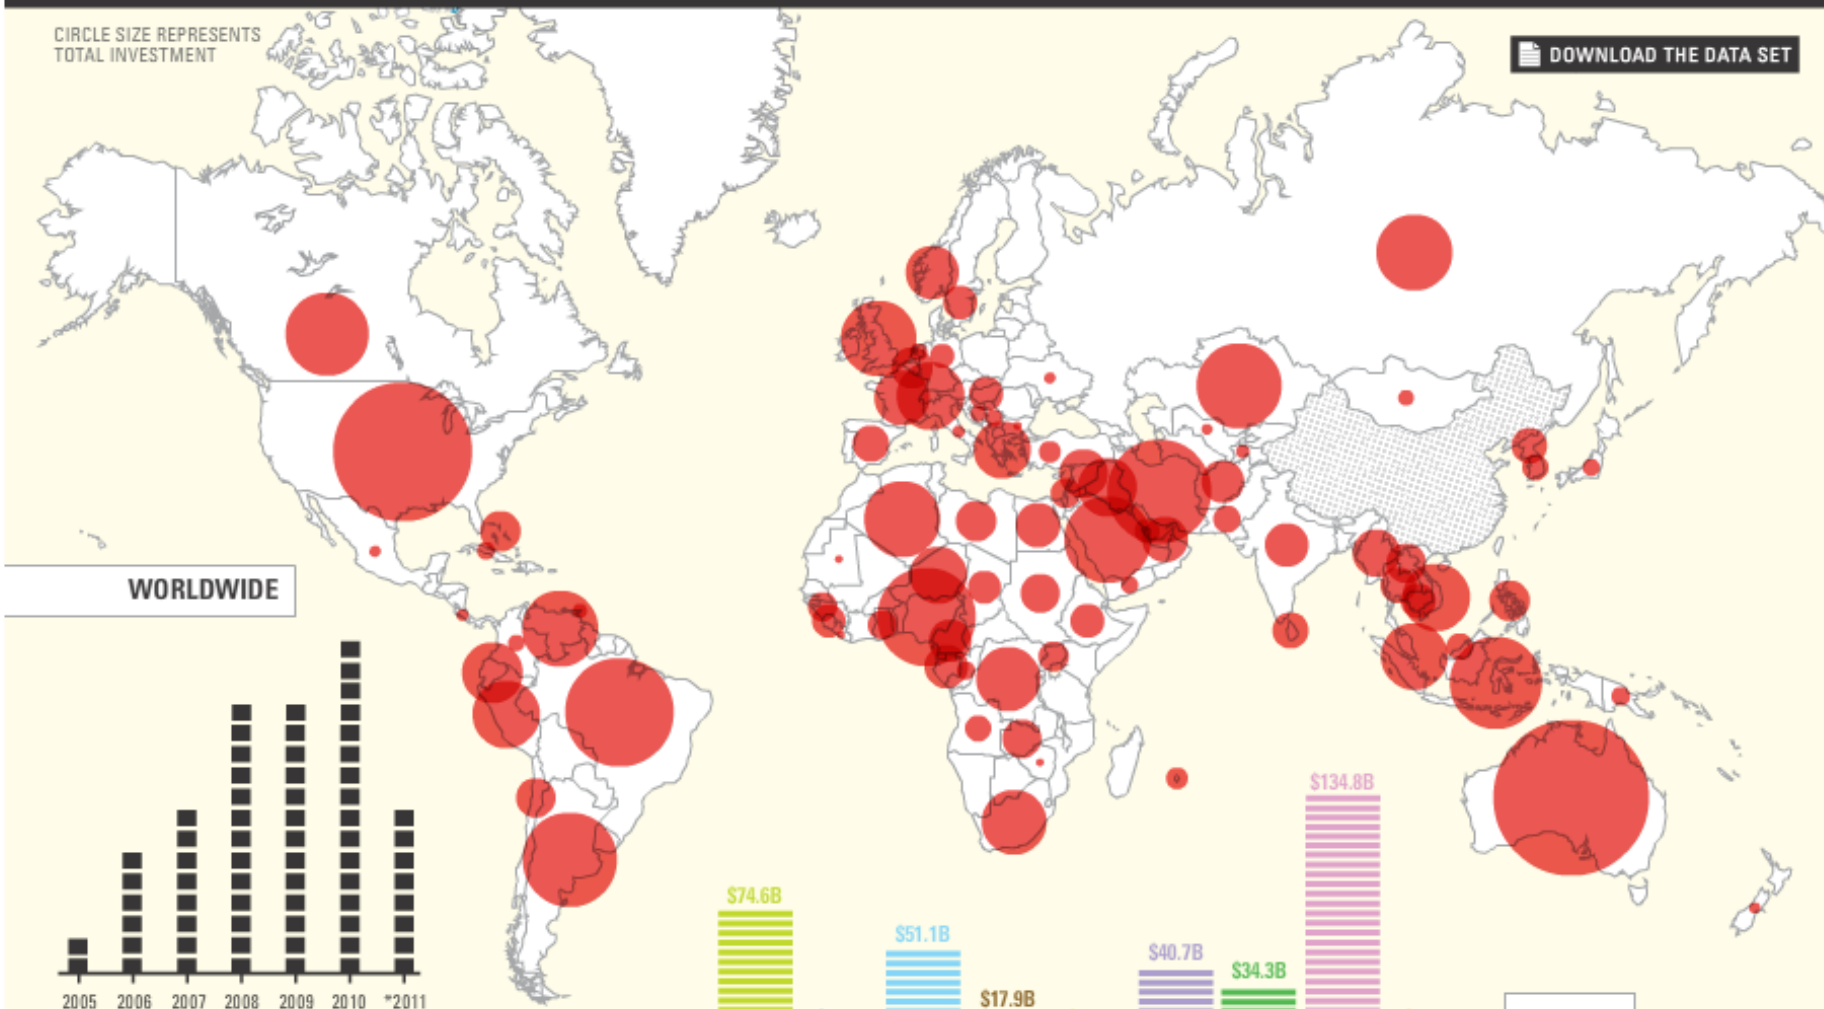 CIRCLE SIZE REPRESENTS
TOTAL INVESTMENT
DOWNLOAD THE DATA SET
WORLDWIDE
$134.8B
$74.6B
$51.1B
$40.7B
$34.3B
$17.9B
2005 2006 2007 2008 2009 2010 *2011